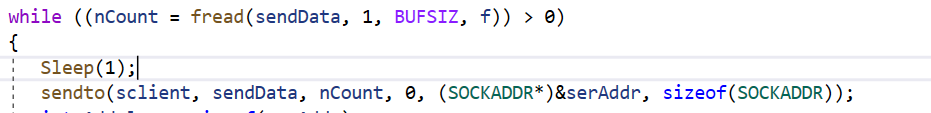 while ((nCount = fread(sendData, 1, BUFSIZ, f)) > 0)
{
Sleep(1);
sendto(sclient, sendData, nCount, 0, (SOCKADDR*)&serAddr, sizeof(SOCKADDR));